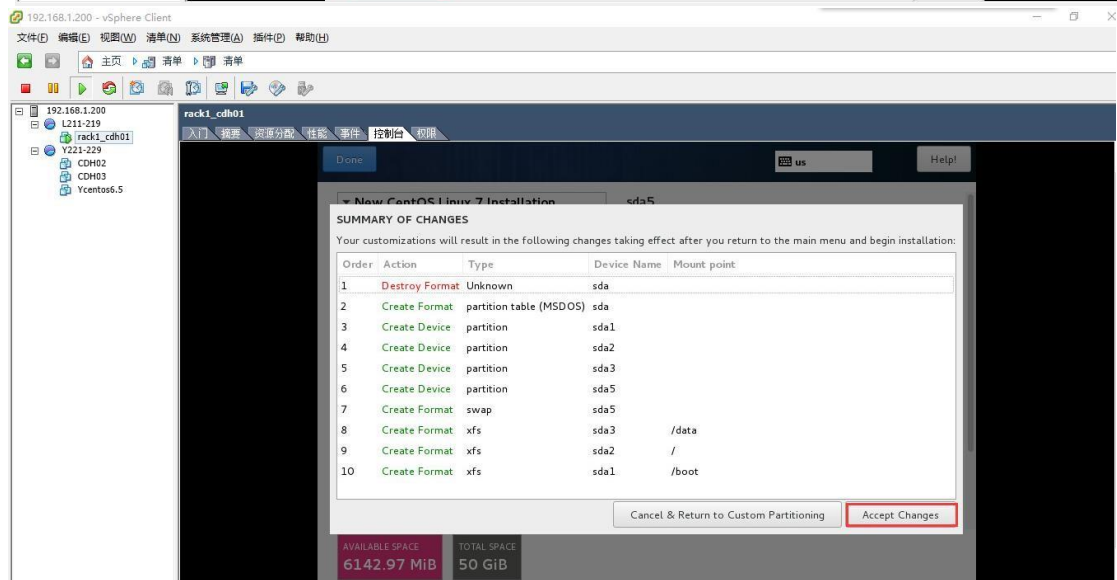 192.168.1.200 - vSphere Client
文件(F) 编辑(E) 视图(W) 清单(N) 系统管理(A) 插件(P) 帮助(H)
主页 清单 清单
192.168.1.200
L211-219
rack1_cdh01
Y221-229
CDH02
CDH03
Ycentos6.5
rack1_cdh01
入门 摘要 资源分配 性能 事件 控制台 权限
Done us Help!
New CentOS Linux 7 Installation sda5
SUMMARY OF CHANGES
Your customizations will result in the following changes taking effect after you return to the main menu and begin installation:
Order Action Type Device Name Mount point
1 Destroy Format Unknown sda
2 Create Format partition table (MSDOS) sda
3 Create Device partition sda1
4 Create Device partition sda2
5 Create Device partition sda3
6 Create Device partition sda5
7 Create Format swap sda5
8 Create Format xfs sda3 /data
9 Create Format xfs sda2 /
10 Create Format xfs sda1 /boot
Cancel & Return to Custom Partitioning Accept Changes
AVAILABLE SPACE TOTAL SPACE
6142.97 MiB 50 GiB